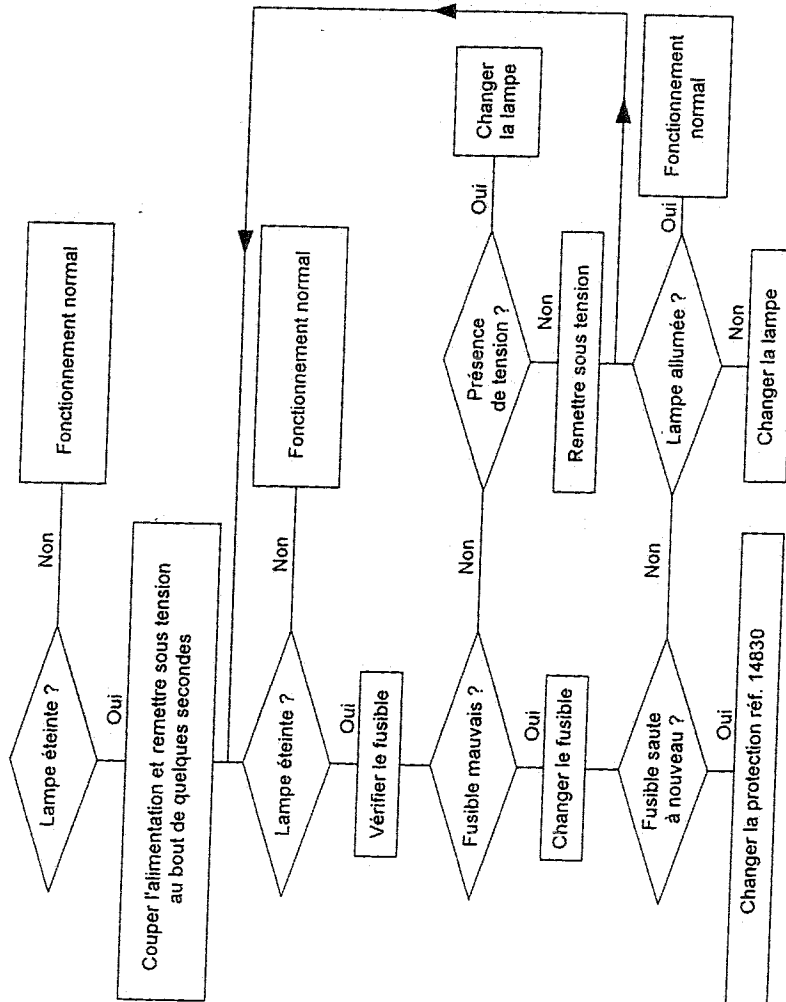 Lampe éteinte ?
Non
Fonctionnement normal
Oui
Couper l'alimentation et remettre sous tension
au bout de quelques secondes
Lampe éteinte ?
Non
Fonctionnement normal
Oui
Vérifier le fusible
Fusible mauvais ?
Non
Présence
de tension ?
Oui
Changer
la lampe
Oui
Non
Changer le fusible
Remettre sous tension
Fusible saute
à nouveau ?
Non
Lampe allumée ?
Oui
Fonctionnement
normal
Oui
Non
Changer la protection réf. 14830
Changer la lampe